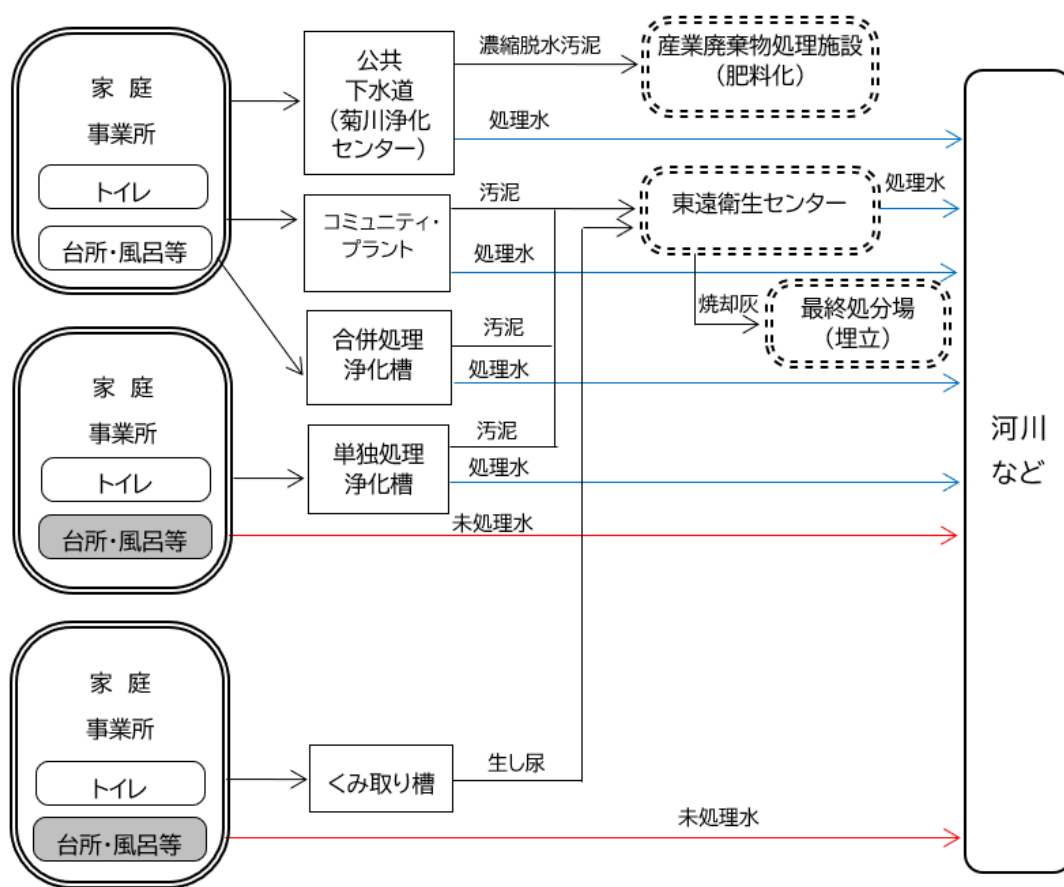 家 庭
事業所
トイレ
台所・風呂等
公共
下水道
(菊川浄化
センター)
濃縮脱水汚泥
産業廃棄物処理施設
(肥料化)
処理水
コミュニティ・
プラント
汚泥
処理水
東遠衛生センター
処理水
焼却灰
最終処分場
(埋立)
合併処理
浄化槽
汚泥
処理水
家 庭
事業所
トイレ
台所・風呂等
単独処理
浄化槽
汚泥
処理水
未処理水
河川
など
家 庭
事業所
トイレ
台所・風呂等
くみ取り槽
生し尿
未処理水